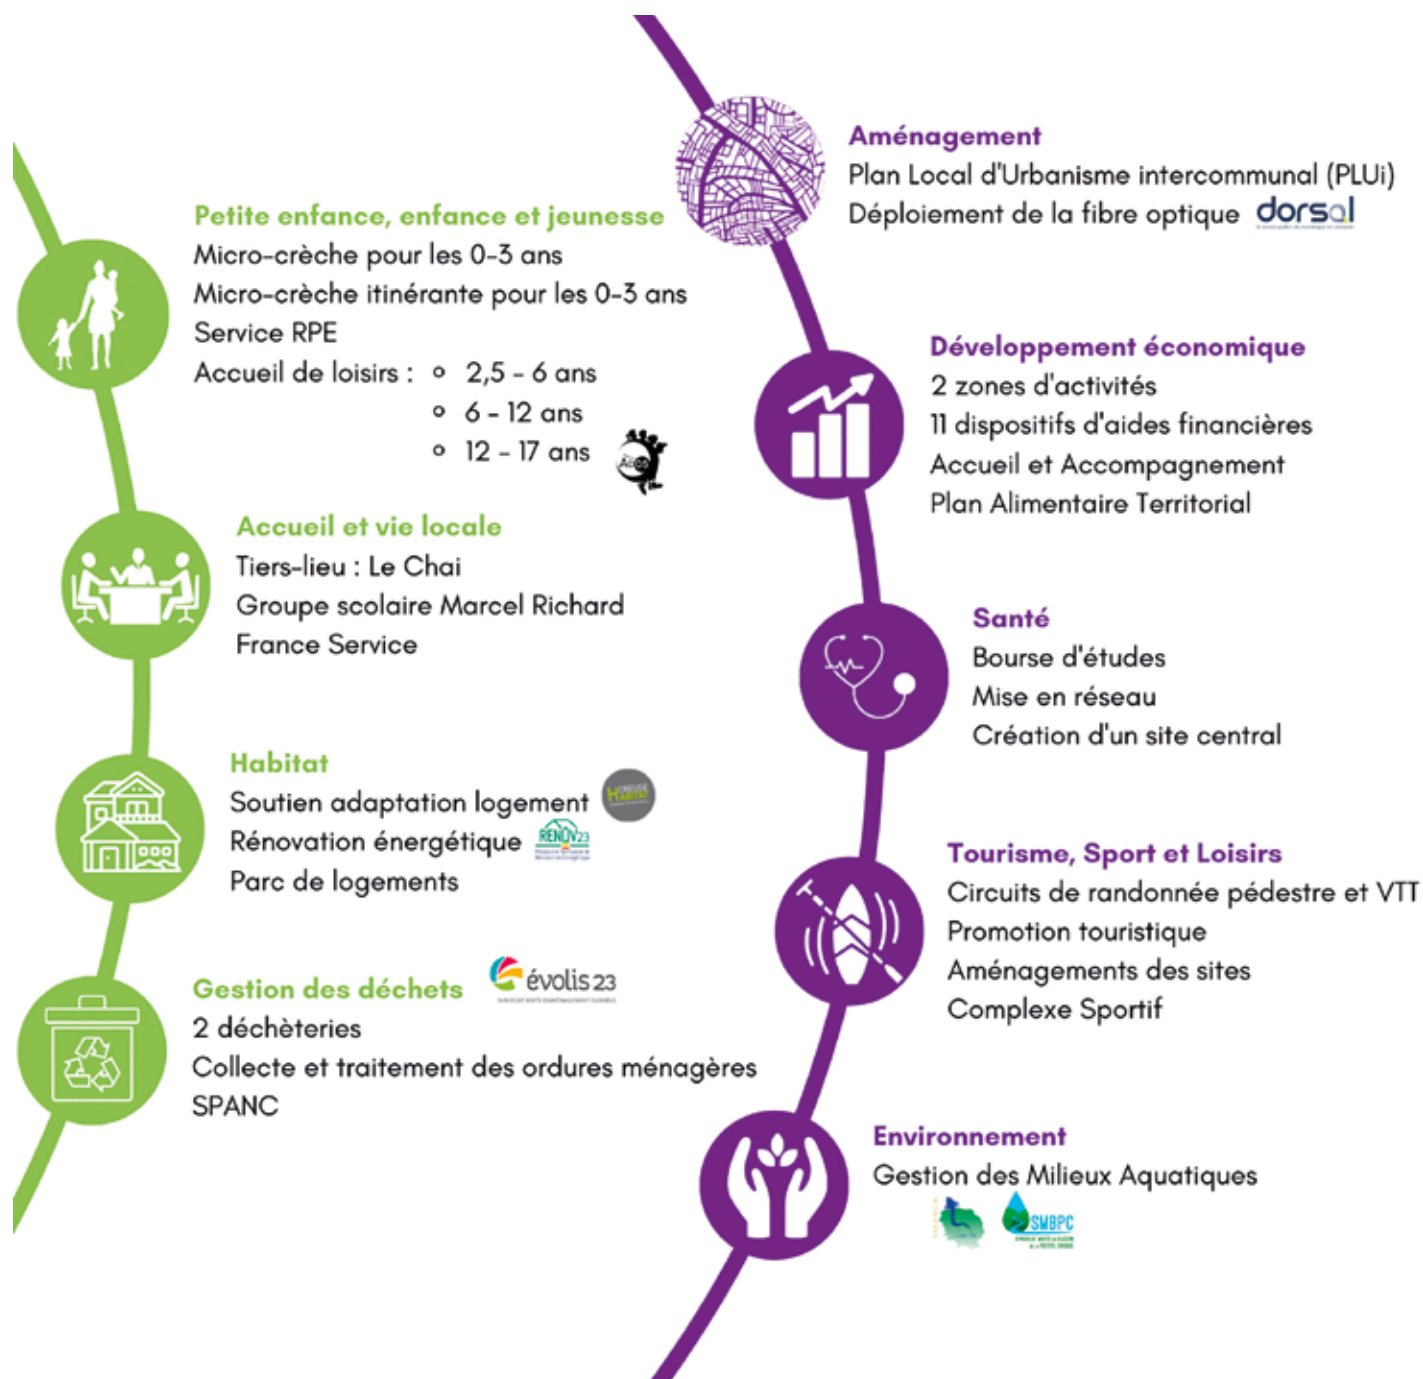 Petite enfance, enfance et jeunesse
Micro-crèche pour les 0-3 ans
Micro-crèche itinérante pour les 0-3 ans
Service RPE
Accueil de loisirs : 2,5 - 6 ans
6 - 12 ans
12 - 17 ans
Accueil et vie locale
Tiers-lieu : Le Chai
Groupe scolaire Marcel Richard
France Service
Habitat
Soutien adaptation logement
CREUSE
HABITAT
Rénovation énergétique
RENOV23
Parc de logements
Gestion des déchets
évolis 23
2 déchèteries
Collecte et traitement des ordures ménagères
SPANC
Aménagement
Plan Local d'Urbanisme intercommunal (PLUi)
Déploiement de la fibre optique
dorsal
Développement économique
2 zones d'activités
11 dispositifs d'aides financières
Accueil et Accompagnement
Plan Alimentaire Territorial
Santé
Bourse d'études
Mise en réseau
Création d'un site central
Tourisme, Sport et Loisirs
Circuits de randonnée pédestre et VTT
Promotion touristique
Aménagements des sites
Complexe Sportif
Environnement
Gestion des Milieux Aquatiques
SMBPC